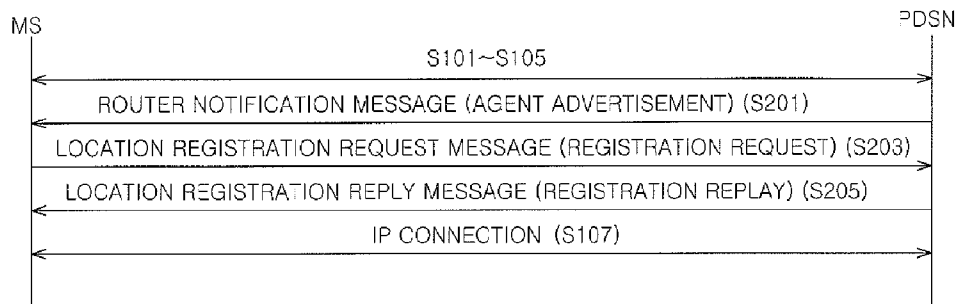 MS
PDSN
S101~S105
ROUTER NOTIFICATION MESSAGE (AGENT ADVERTISEMENT) (S201)
LOCATION REGISTRATION REQUEST MESSAGE (REGISTRATION REQUEST) (S203)
LOCATION REGISTRATION REPLY MESSAGE (REGISTRATION REPLAY) (S205)
IP CONNECTION (S107)